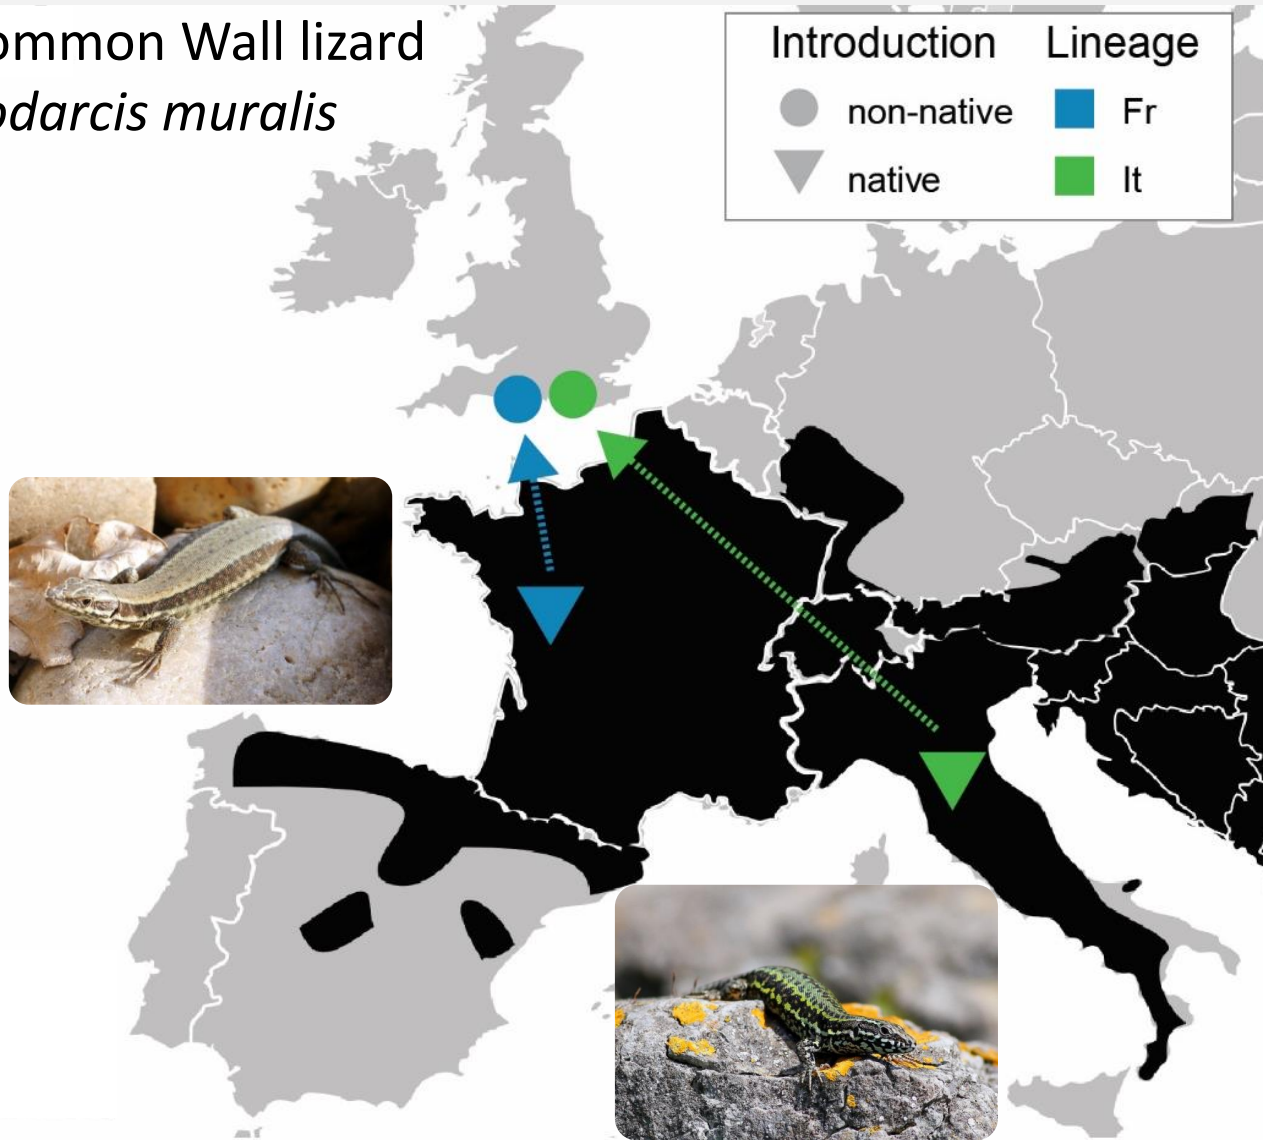 ommon Wall lizard
odarcis muralis
Introduction Lineage
non-native Fr
native It